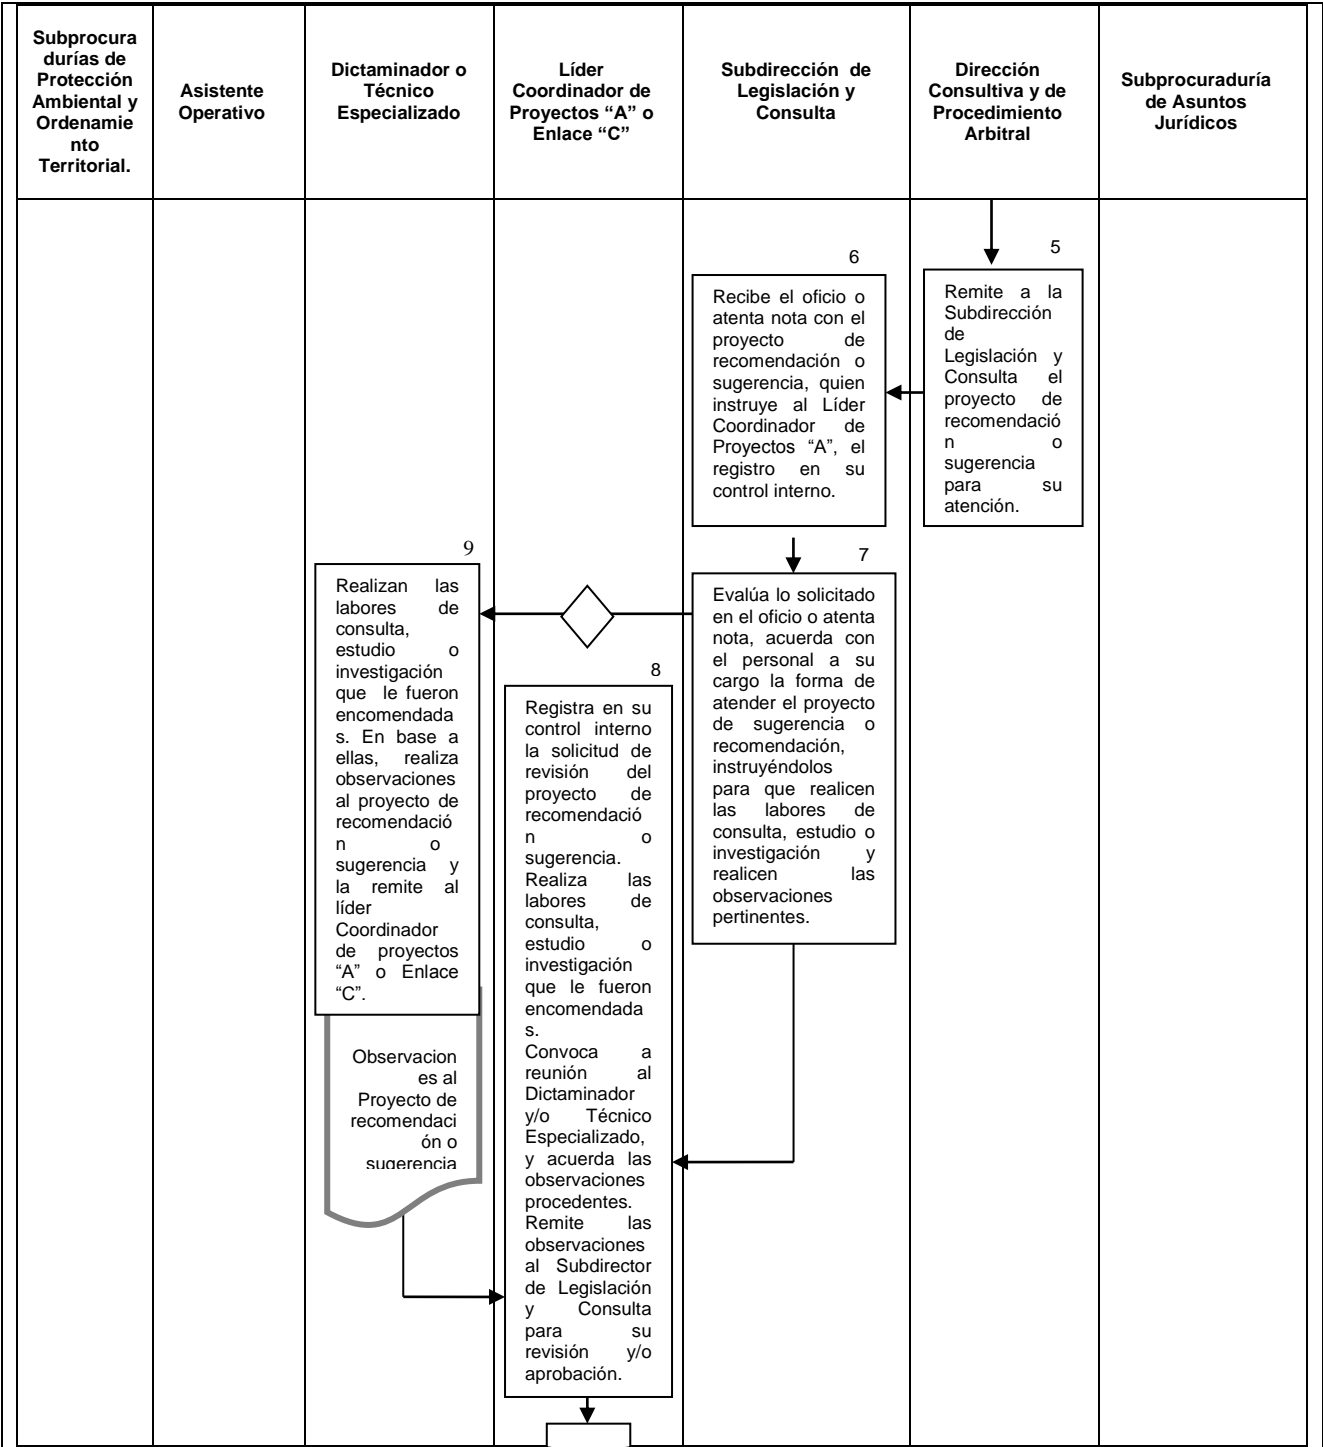 Subprocura
durías de
Protección
Ambiental y
Ordenamie
nto
Territorial.
Asistente
Operativo
Dictaminador o
Técnico
Especializado
Líder
Coordinador de
Proyectos “A” o
Enlace “C”
Subdirección de
Legislación y
Consulta
Dirección
Consultiva y de
Procedimiento
Arbitral
Subprocuraduría
de Asuntos
Jurídicos
5
Remite a la
Subdirección
de
Legislación y
Consulta el
proyecto de
recomendació
n o
sugerencia
para su
atención.
6
Recibe el oficio o
atenta nota con el
proyecto de
recomendación o
sugerencia, quien
instruye al Líder
Coordinador de
Proyectos “A”, el
registro en su
control interno.
7
Evalúa lo solicitado
en el oficio o atenta
nota, acuerda con
el personal a su
cargo la forma de
atender el proyecto
de sugerencia o
recomendación,
instruyéndolos
para que realicen
las labores de
consulta, estudio o
investigación y
realicen las
observaciones
pertinentes.
8
Registra en su
control interno
la solicitud de
revisión del
proyecto de
recomendació
n o
sugerencia.
Realiza las
labores de
consulta,
estudio o
investigación
que le fueron
encomendada
s.
Convoca a
reunión al
Dictaminador
y/o Técnico
Especializado,
y acuerda las
observaciones
procedentes.
Remite las
observaciones
al Subdirector
de Legislación
y Consulta
para su
revisión y/o
aprobación.
9
Realizan las
labores de
consulta,
estudio o
investigación
que le fueron
encomendada
s. En base a
ellas, realiza
observaciones
al proyecto de
recomendació
n o
sugerencia y
la remite al
líder
Coordinador
de proyectos
“A” o Enlace
“C”.
Observacion
es al
Proyecto de
recomendaci
ón o
sugerencia